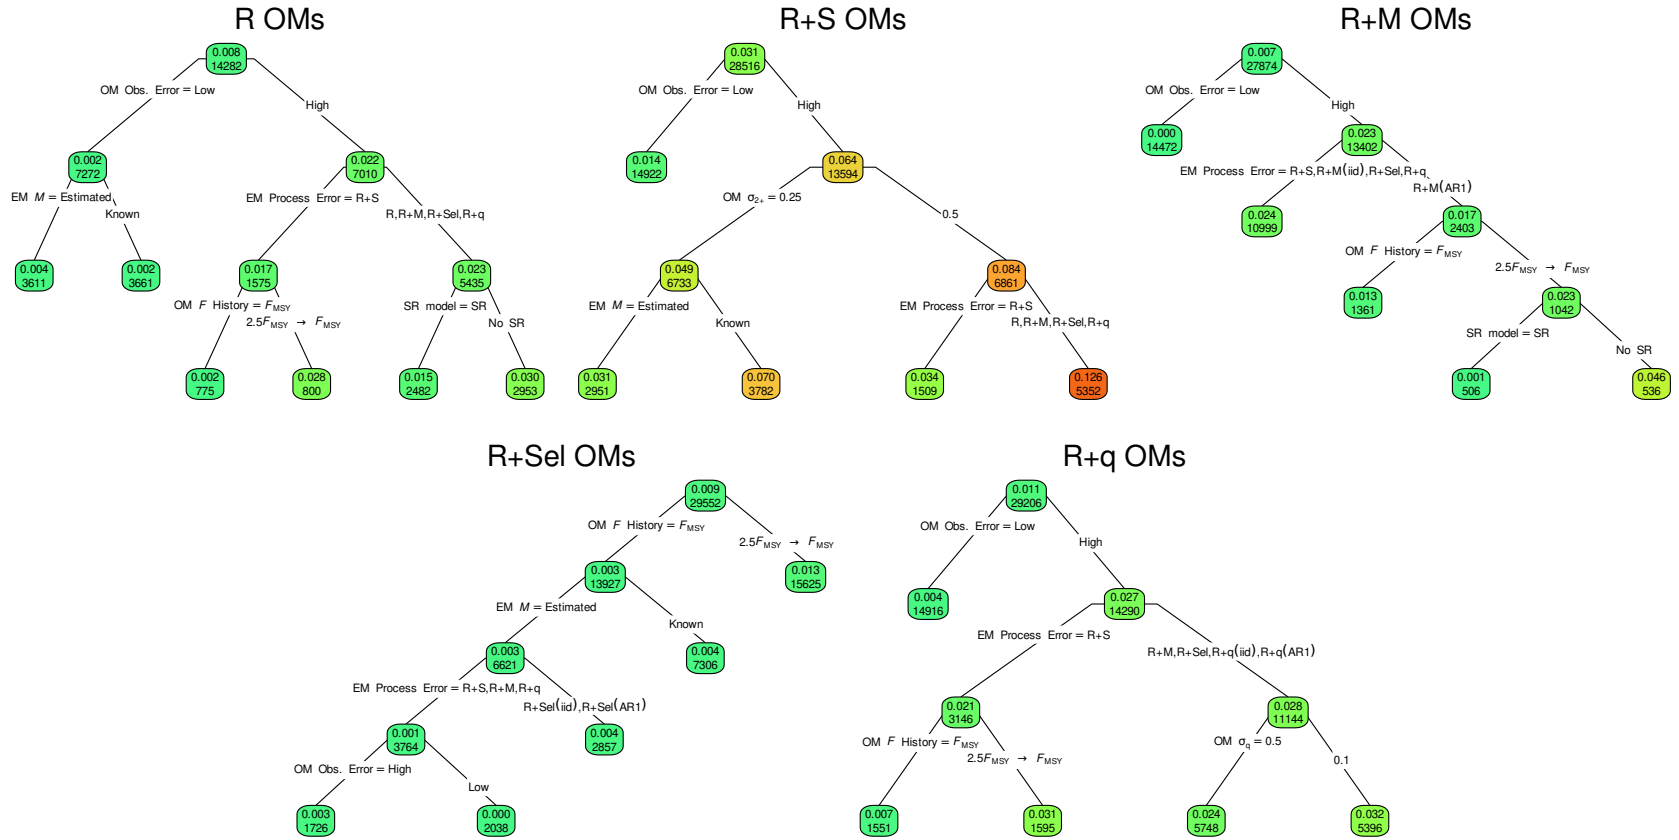 R OMs
0.008
14282
OM Obs. Error = Low
High
0.002
7272
0.022
7010
EM M = Estimated
Known
EM Process Error = R+S
R,R+M,R+Sel,R+q
0.004
3611
0.002
3661
0.017
1575
0.023
5435
OM F History = FMSY
2.5FMSY → FMSY
SR model = SR
No SR
0.002
775
0.028
800
0.015
2482
0.030
2953
R+S OMs
0.031
28516
OM Obs. Error = Low
High
0.014
14922
0.064
13594
OM σ2+ = 0.25
0.5
0.049
6733
0.084
6861
EM M = Estimated
Known
EM Process Error = R+S
R,R+M,R+Sel,R+q
0.031
2951
0.070
3782
0.034
1509
0.126
5352
R+M OMs
0.007
27874
OM Obs. Error = Low
High
0.000
14472
0.023
13402
EM Process Error = R+S,R+M(iid),R+Sel,R+q
R+M(AR1)
0.024
10999
0.017
2403
OM F History = FMSY
2.5FMSY → FMSY
0.013
1361
0.023
1042
SR model = SR
No SR
0.001
506
0.046
536
R+Sel OMs
0.009
29552
OM F History = FMSY
2.5FMSY → FMSY
0.003
13927
0.013
15625
EM M = Estimated
Known
0.003
6621
0.004
7306
EM Process Error = R+S,R+M,R+q
R+Sel(iid),R+Sel(AR1)
0.001
3764
0.004
2857
OM Obs. Error = High
Low
0.003
1726
0.000
2038
R+q OMs
0.011
29206
OM Obs. Error = Low
High
0.004
14916
0.027
14290
EM Process Error = R+S
R+M,R+Sel,R+q(iid),R+q(AR1)
0.021
3146
0.028
11144
OM F History = FMSY
2.5FMSY → FMSY
OM σq = 0.5
0.1
0.007
1551
0.031
1595
0.024
5748
0.032
5396